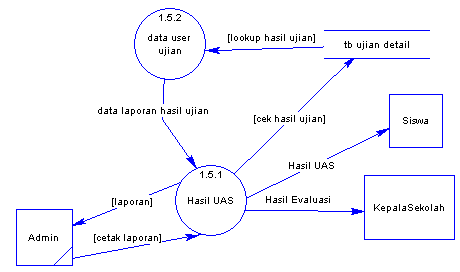 1.5.2
data user
ujian
[lookup hasil ujian]
tb ujian detail
data laporan hasil ujian
[cek hasil ujian]
Siswa
1.5.1
Hasil UAS
Hasil UAS
[laporan]
Hasil Evaluasi
KepalaSekolah
Admin
[cetak laporan]